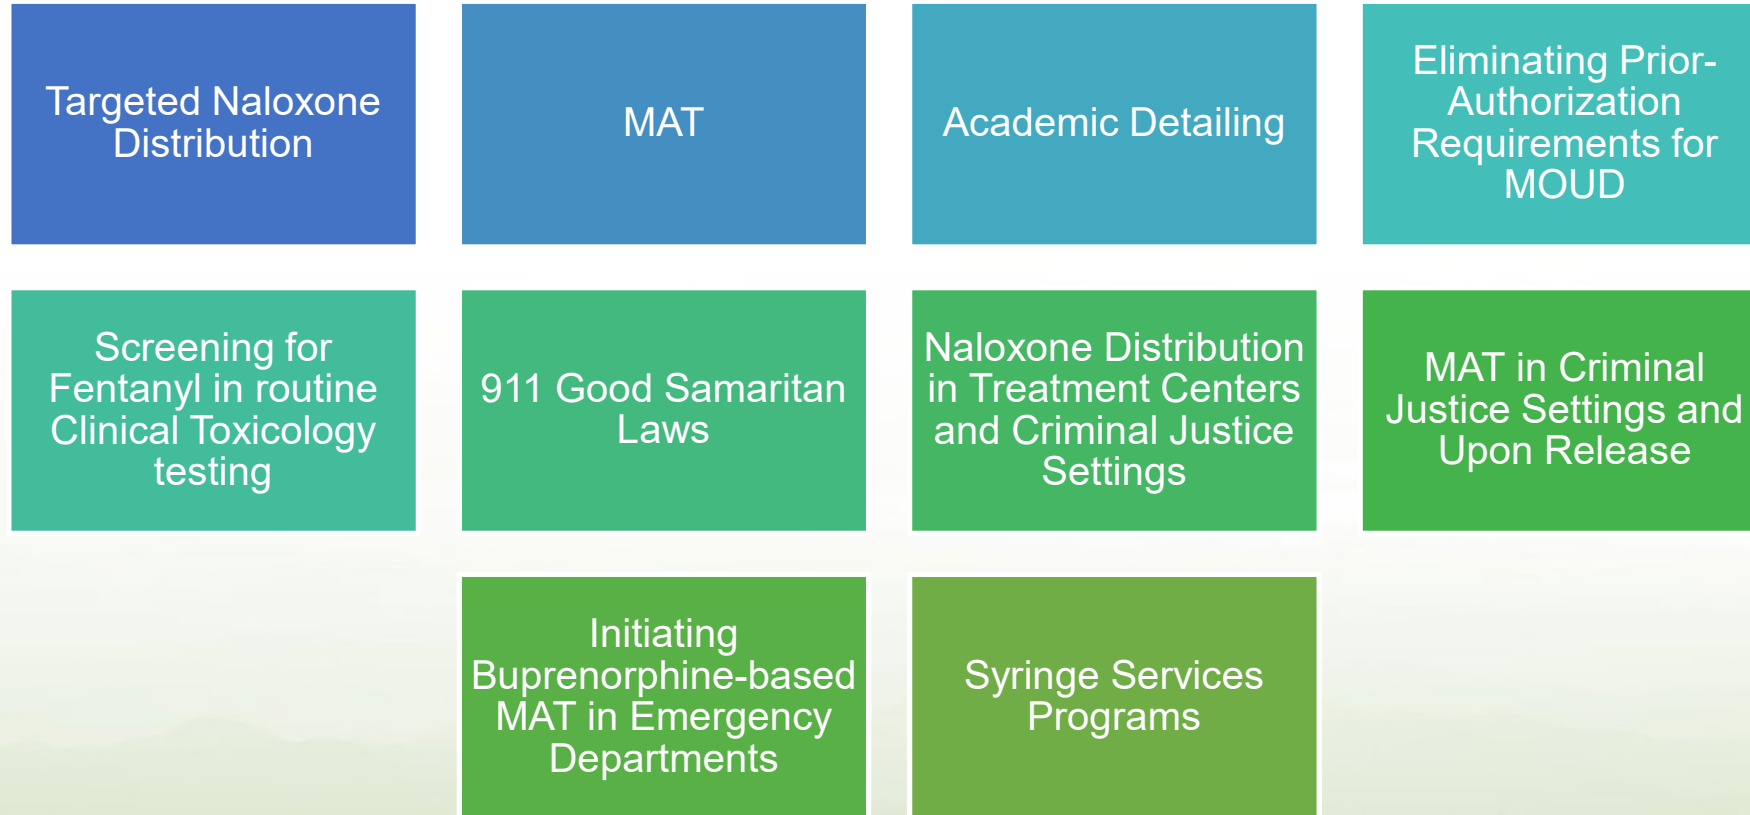 Targeted Naloxone
Distribution
MAT
Academic Detailing
Eliminating Prior-
Authorization
Requirements for
MOUD
Screening for
Fentanyl in routine
Clinical Toxicology
testing
911 Good Samaritan
Laws
Naloxone Distribution
in Treatment Centers
and Criminal Justice
Settings
MAT in Criminal
Justice Settings and
Upon Release
Initiating
Buprenorphine-based
MAT in Emergency
Departments
Syringe Services
Programs